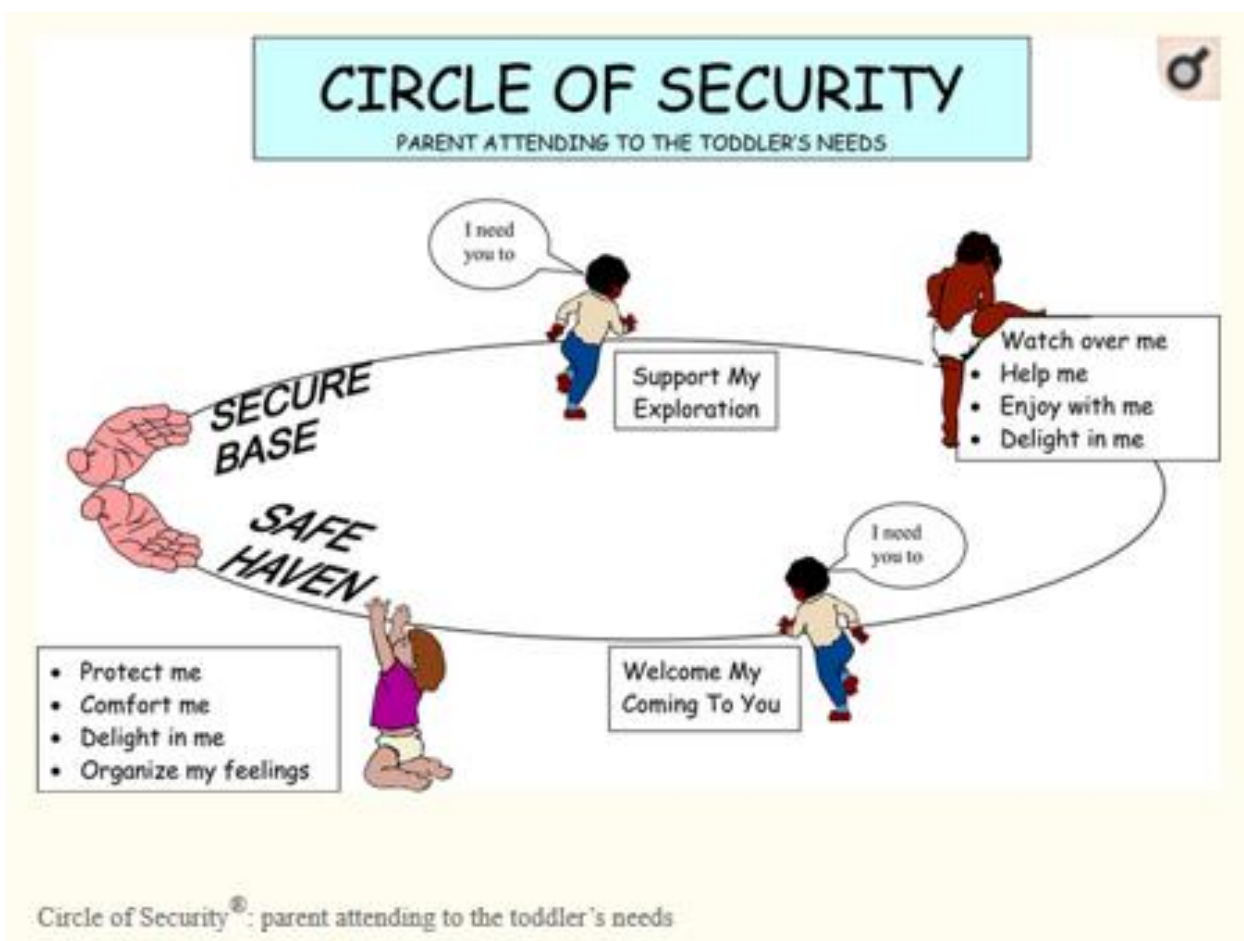 CIRCLE OF SECURITY
PARENT ATTENDING TO THE TODDLER'S NEEDS
I need
you to
Support My
Exploration
Watch over me
• Help me
• Enjoy with me
• Delight in me
SECURE
BASE
SAFE
HAVEN
I need
you to
Welcome My
Coming To You
• Protect me
• Comfort me
• Delight in me
• Organize my feelings
Circle of Security®: parent attending to the toddler's needs